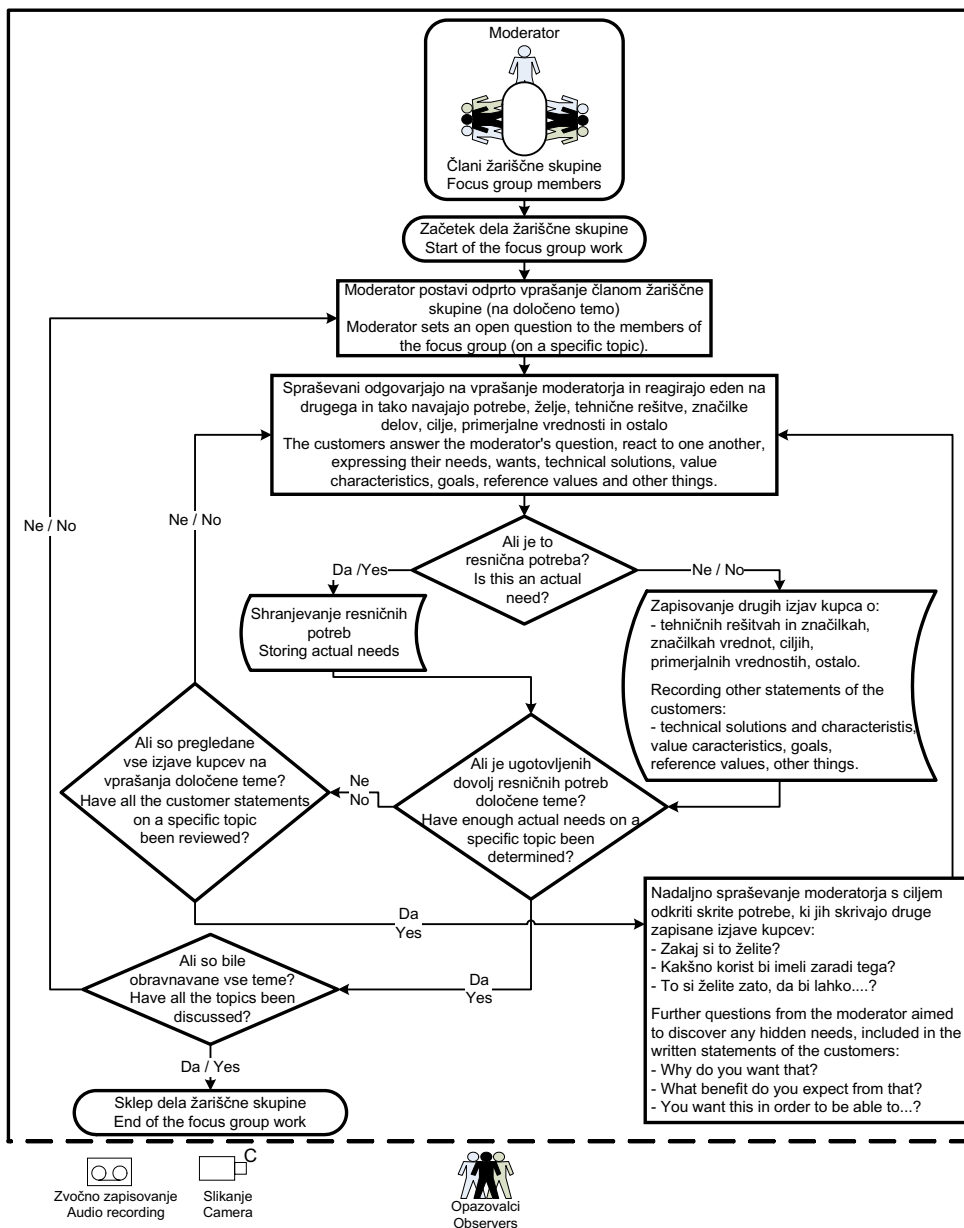 Moderator
Člani žariščne skupine
Focus group members
Začetek dela žariščne skupine
Start of the focus group work
Moderator postavi odprto vprašanje članom žariščne
skupine (na določeno temo)
Moderator sets an open question to the members of
the focus group (on a specific topic).
Spraševani odgovarjajo na vprašanje moderatorja in reagirajo eden na
drugega in tako navajajo potrebe, želje, tehnične rešitve, značilke
delov, cilje, primerjalne vrednosti in ostalo
The customers answer the moderator's question, react to one another,
expressing their needs, wants, technical solutions, value
characteristics, goals, reference values and other things.
Ne / No
Ne / No
Ali je to
resnična potreba?
Is this an actual
need?
Da /Yes
Ne / No
Shranjevanje resničnih
potreb
Storing actual needs
Zapisovanje drugih izjav kupca o:
- tehničnih rešitvah in značilkah,
značilkah vrednot, ciljih,
primerjalnih vrednostih, ostalo.
Recording other statements of the
customers:
- technical solutions and characteristis,
value caracteristics, goals,
reference values, other things.
Ali so pregledane
vse izjave kupcev na
vprašanja določene teme?
Have all the customer statements
on a specific topic
been reviewed?
Ne
No
Ali je ugotovljenih
dovolj resničnih potreb
določene teme?
Have enough actual needs on a
specific topic been
determined?
Da
Yes
Nadaljno spraševanje moderatorja s ciljem
odkriti skrite potrebe, ki jih skrivajo druge
zapisane izjave kupcev:
- Zakaj si to želite?
- Kakšno korist bi imeli zaradi tega?
- To si želite zato, da bi lahko....?
Further questions from the moderator aimed
to discover any hidden needs, included in the
written statements of the customers:
- Why do you want that?
- What benefit do you expect from that?
- You want this in order to be able to...?
Ali so bile
obravnavane vse teme?
Have all the topics been
discussed?
Da
Yes
Da / Yes
Sklep dela žariščne skupine
End of the focus group work
C
Zvočno zapisovanje
Audio recording
Slikanje
Camera
Opazovalci
Observers